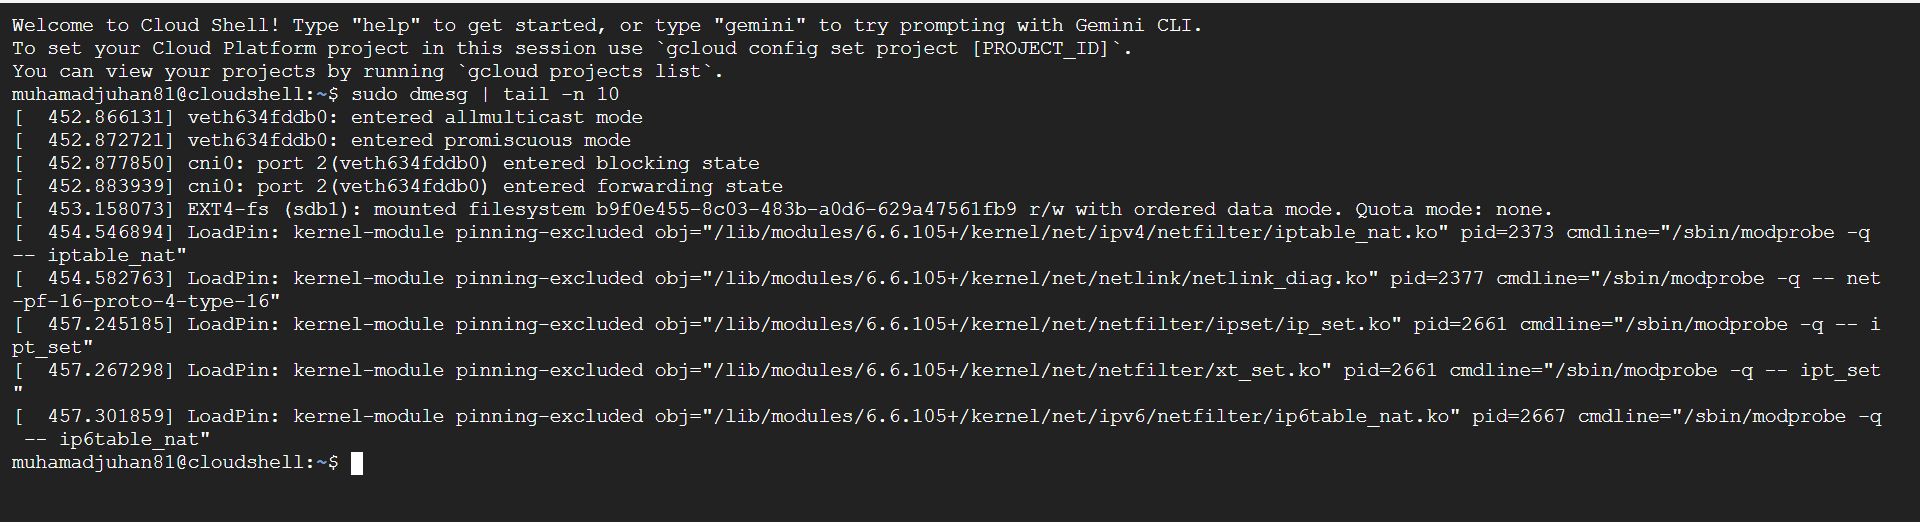 Welcome to Cloud Shell! Type "help" to get started, or type "gemini" to try prompting with Gemini CLI.
To set your Cloud Platform project in this session use `gcloud config set project [PROJECT_ID]`.
You can view your projects by running `gcloud projects list`.
muhamadjuhan81@cloudshell:~$ sudo dmesg | tail -n 10
[  452.866131] veth634fddb0: entered allmulticast mode
[  452.872721] veth634fddb0: entered promiscuous mode
[  452.877850] cni0: port 2(veth634fddb0) entered blocking state
[  452.883939] cni0: port 2(veth634fddb0) entered forwarding state
[  453.158073] EXT4-fs (sdb1): mounted filesystem b9f0e455-8c03-483b-a0d6-629a47561fb9 r/w with ordered data mode. Quota mode: none.
[  454.546894] LoadPin: kernel-module pinning-excluded obj="/lib/modules/6.6.105+/kernel/net/ipv4/netfilter/iptable_nat.ko" pid=2373 cmdline="/sbin/modprobe -q
-- iptable_nat"
[  454.582763] LoadPin: kernel-module pinning-excluded obj="/lib/modules/6.6.105+/kernel/net/netlink/netlink_diag.ko" pid=2377 cmdline="/sbin/modprobe -q -- net
-pf-16-proto-4-type-16"
[  457.245185] LoadPin: kernel-module pinning-excluded obj="/lib/modules/6.6.105+/kernel/net/netfilter/ipset/ip_set.ko" pid=2661 cmdline="/sbin/modprobe -q -- i
pt_set"
[  457.267298] LoadPin: kernel-module pinning-excluded obj="/lib/modules/6.6.105+/kernel/net/netfilter/xt_set.ko" pid=2661 cmdline="/sbin/modprobe -q -- ipt_set
"
[  457.301859] LoadPin: kernel-module pinning-excluded obj="/lib/modules/6.6.105+/kernel/net/ipv6/netfilter/ip6table_nat.ko" pid=2667 cmdline="/sbin/modprobe -q
 -- ip6table_nat"
muhamadjuhan81@cloudshell:~$